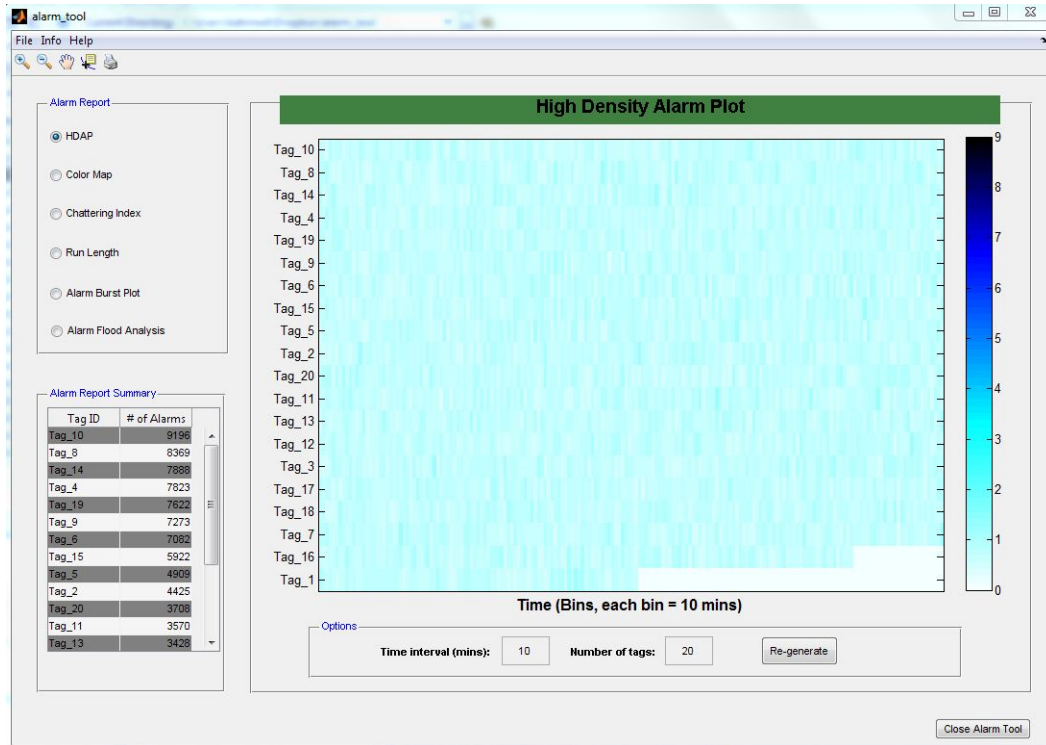 alarm_tool
File Info Help
Alarm Report
HDAP
Color Map
Chattering Index
Run Length
Alarm Burst Plot
Alarm Flood Analysis
Alarm Report Summary
Tag ID # of Alarms
Tag_10 9196
Tag_8 8369
Tag_14 7888
Tag_4 7823
Tag_19 7622
Tag_9 7273
Tag_6 7082
Tag_15 5922
Tag_5 4909
Tag_2 4425
Tag_20 3708
Tag_11 3570
Tag_13 3428
High Density Alarm Plot
Tag_10
Tag_8
Tag_14
Tag_4
Tag_19
Tag_9
Tag_6
Tag_15
Tag_5
Tag_2
Tag_20
Tag_11
Tag_13
Tag_12
Tag_3
Tag_17
Tag_18
Tag_7
Tag_16
Tag_1
9
8
7
6
5
4
3
2
1
0
Time (Bins, each bin = 10 mins)
Options
Time interval (mins): 10 Number of tags: 20 Re-generate
Close Alarm Tool